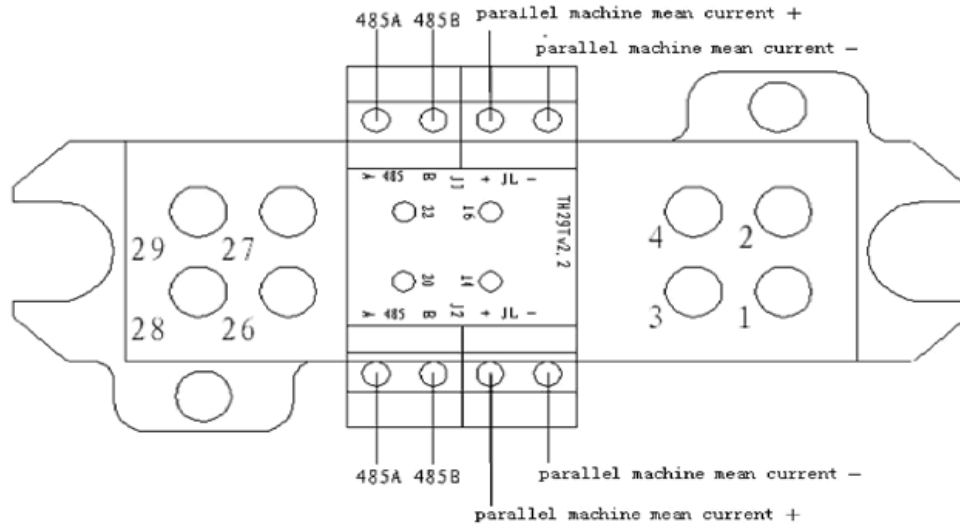 485A 485B parallel machine mean current +
parallel machine mean current −
A 485 B J1 + JL −
22 16
TH29Tv2.2
29 27 4 2
20 14
28 26 3 1
A 485 B J2 + JL −
485A 485B parallel machine mean current −
parallel machine mean current +